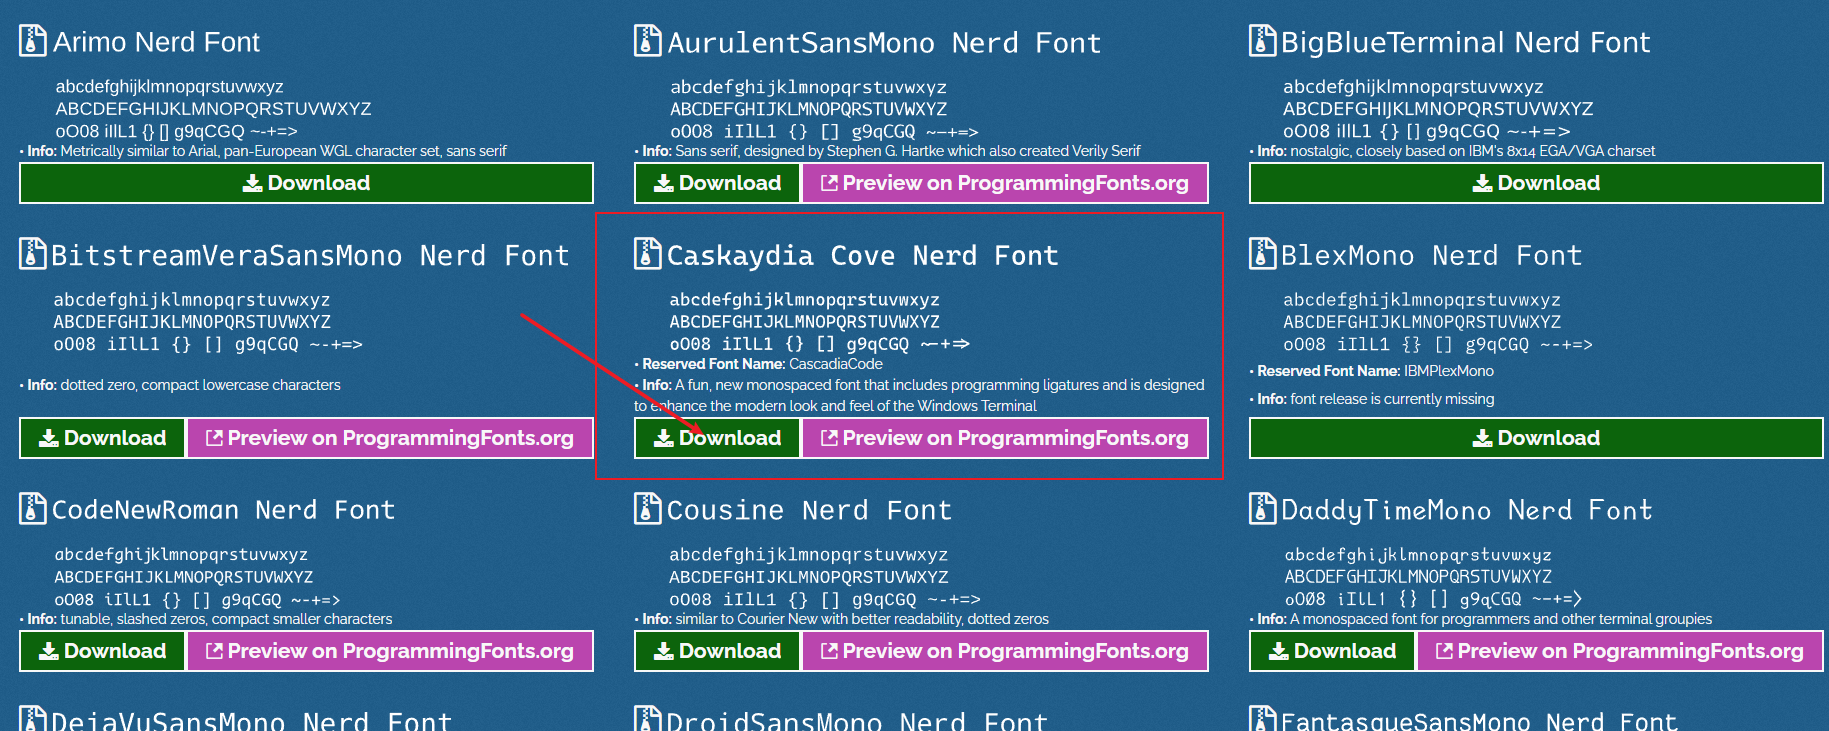 Arimo Nerd Font
abcdefghijklmnopqrstuvwxyz
ABCDEFGHIJKLMNOPQRSTUVWXYZ
oO08 iIlL1 {} [] g9qCGQ ~-+=>
• Info: Metrically similar to Arial, pan-European WGL character set, sans serif
Download
AurulentSansMono Nerd Font
abcdefghijklmnopqrstuvwxyz
ABCDEFGHIJKLMNOPQRSTUVWXYZ
oO08 iIlL1 {} [] g9qCGQ ~-+=>
• Info: Sans serif, designed by Stephen G. Hartke which also created Verily Serif
Download
Preview on ProgrammingFonts.org
BigBlueTerminal Nerd Font
abcdefghijklmnopqrstuvwxyz
ABCDEFGHIJKLMNOPQRSTUVWXYZ
oO08 iIlL1 {} [] g9qCGQ ~-+=>
• Info: nostalgic, closely based on IBM's 8x14 EGA/VGA charset
Download
BitstreamVeraSansMono Nerd Font
abcdefghijklmnopqrstuvwxyz
ABCDEFGHIJKLMNOPQRSTUVWXYZ
oO08 iIlL1 {} [] g9qCGQ ~-+=>
• Info: dotted zero, compact lowercase characters
Download
Preview on ProgrammingFonts.org
Caskaydia Cove Nerd Font
abcdefghijklmnopqrstuvwxyz
ABCDEFGHIJKLMNOPQRSTUVWXYZ
oO08 iIlL1 {} [] g9qCGQ ~-+=>
• Reserved Font Name: CascadiaCode
• Info: A fun, new monospaced font that includes programming ligatures and is designed
to enhance the modern look and feel of the Windows Terminal
Download
Preview on ProgrammingFonts.org
BlexMono Nerd Font
abcdefghijklmnopqrstuvwxyz
ABCDEFGHIJKLMNOPQRSTUVWXYZ
oO08 iIlL1 {} [] g9qCGQ ~-+=>
• Reserved Font Name: IBMPlexMono
• Info: font release is currently missing
Download
CodeNewRoman Nerd Font
abcdefghijklmnopqrstuvwxyz
ABCDEFGHIJKLMNOPQRSTUVWXYZ
oO08 iIlL1 {} [] g9qCGQ ~-+=>
• Info: tunable, slashed zeros, compact smaller characters
Download
Preview on ProgrammingFonts.org
Cousine Nerd Font
abcdefghijklmnopqrstuvwxyz
ABCDEFGHIJKLMNOPQRSTUVWXYZ
oO08 iIlL1 {} [] g9qCGQ ~-+=>
• Info: similar to Courier New with better readability, dotted zeros
Download
Preview on ProgrammingFonts.org
DaddyTimeMono Nerd Font
abcdefghijklmnopqrstuvwxyz
ABCDEFGHIJKLMNOPQRSTUVWXYZ
oO08 iIlL1 {} [] g9qCGQ ~-+=>
• Info: A monospaced font for programmers and other terminal groupies
Download
Preview on ProgrammingFonts.org
DejaVuSansMono Nerd Font
DroidSansMono Nerd Font
FantasqueSansMono Nerd Font